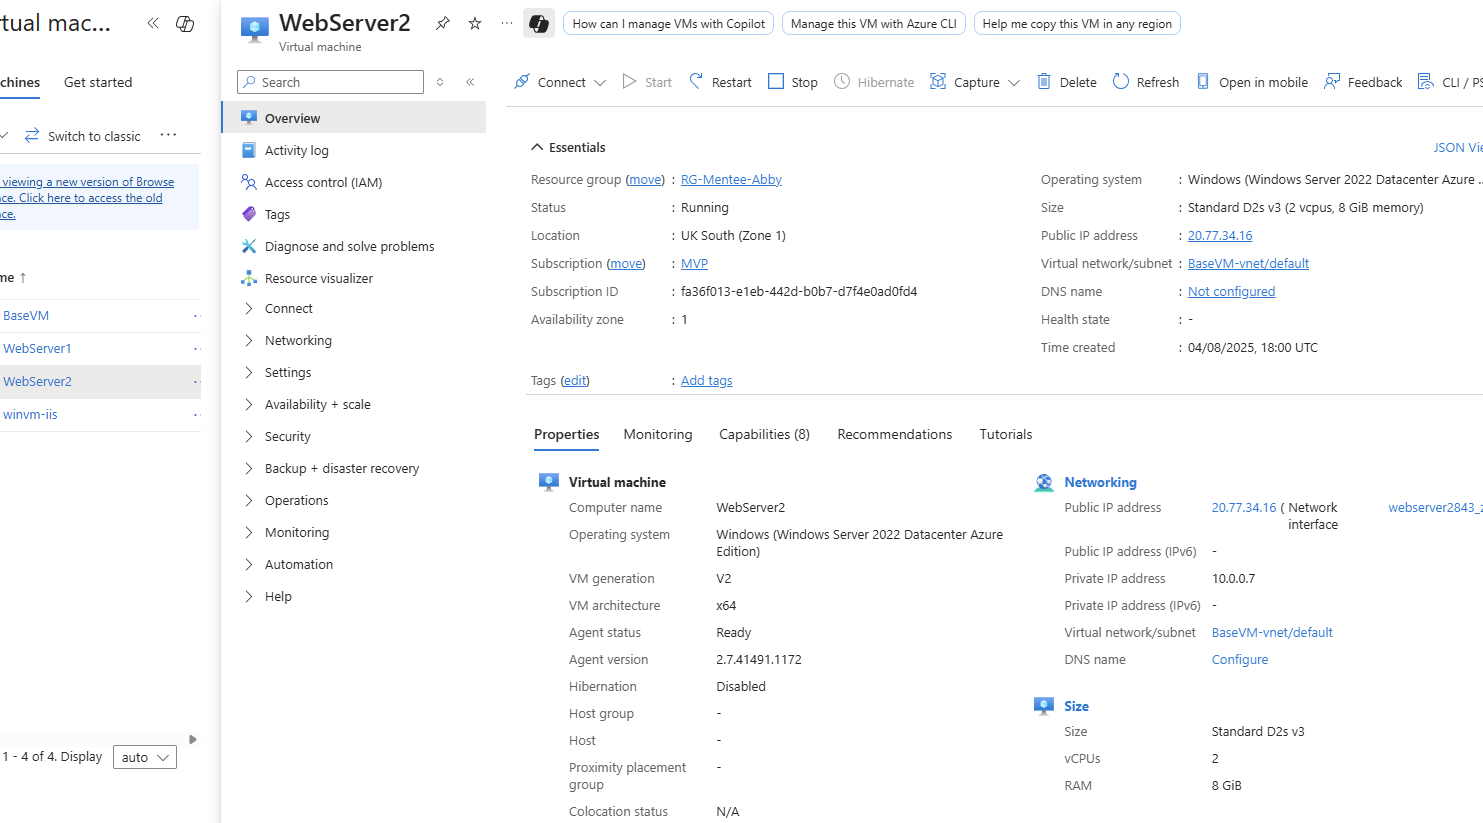 rtual mac...
chines
Get started
Switch to classic
viewing a new version of Browse
ce. Click here to access the old
ce.
me ↑
BaseVM
WebServer1
WebServer2
winvm-iis
1 - 4 of 4. Display
auto
WebServer2
Virtual machine
How can I manage VMs with Copilot
Manage this VM with Azure CLI
Help me copy this VM in any region
Search
Overview
Activity log
Access control (IAM)
Tags
Diagnose and solve problems
Resource visualizer
Connect
Networking
Settings
Availability + scale
Security
Backup + disaster recovery
Operations
Monitoring
Automation
Help
Connect
Start
Restart
Stop
Hibernate
Capture
Delete
Refresh
Open in mobile
Feedback
CLI / PS
Essentials
JSON Vie
Resource group (move) : RG-Mentee-Abby
Status : Running
Location : UK South (Zone 1)
Subscription (move) : MVP
Subscription ID : fa36f013-e1eb-442d-b0b7-d7f4e0ad0fd4
Availability zone : 1
Operating system : Windows (Windows Server 2022 Datacenter Azure ...
Size : Standard D2s v3 (2 vcpus, 8 GiB memory)
Public IP address : 20.77.34.16
Virtual network/subnet : BaseVM-vnet/default
DNS name : Not configured
Health state : -
Time created : 04/08/2025, 18:00 UTC
Tags (edit) : Add tags
Properties
Monitoring
Capabilities (8)
Recommendations
Tutorials
Virtual machine
Computer name WebServer2
Operating system Windows (Windows Server 2022 Datacenter Azure
Edition)
VM generation V2
VM architecture x64
Agent status Ready
Agent version 2.7.41491.1172
Hibernation Disabled
Host group -
Host -
Proximity placement -
group
Colocation status N/A
Networking
Public IP address 20.77.34.16 ( Network webserver2843_z
interface
Public IP address (IPv6) -
Private IP address 10.0.0.7
Private IP address (IPv6) -
Virtual network/subnet BaseVM-vnet/default
DNS name Configure
Size
Size Standard D2s v3
vCPUs 2
RAM 8 GiB